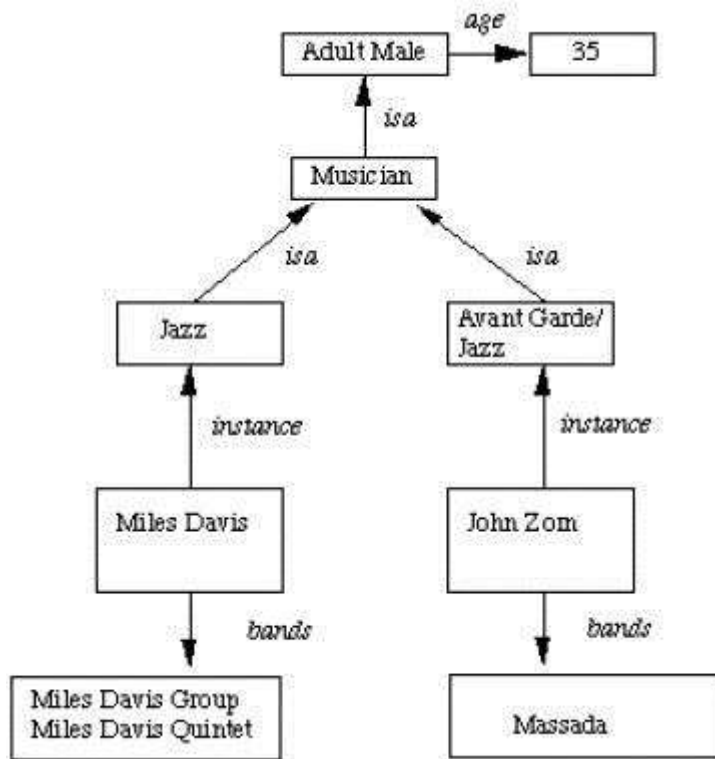 age
Adult Male
35
isa
Musician
isa
isa
Jazz
Avant Garde/
Jazz
instance
instance
Miles Davis
John Zorn
bands
bands
Miles Davis Group
Miles Davis Quintet
Massada